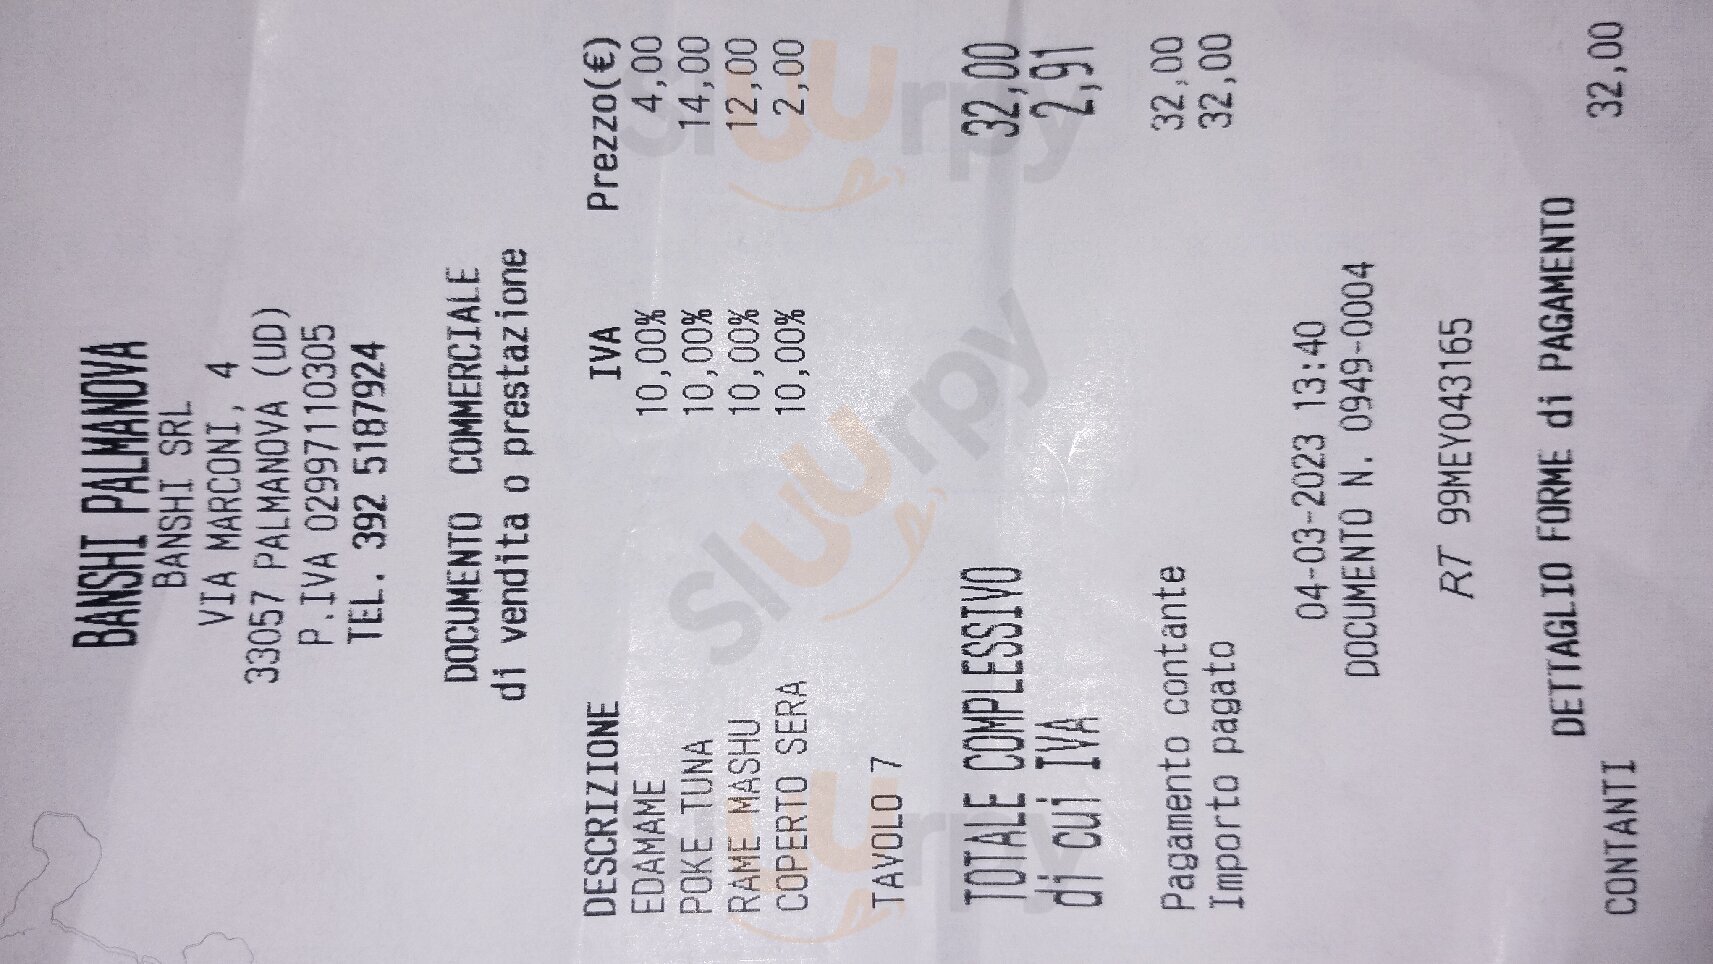 BANSHI PALMANOVA
BANSHI SRL
VIA MARCONI, 4
33057 PALMANOVA (UD)
P.IVA 02997110305
TEL. 392 5187924
DOCUMENTO COMMERCIALE
di vendita o prestazione
DESCRIZIONE IVA Prezzo(€)
EDAMAME 10,00% 4,00
POKE TUNA 10,00% 14,00
RAME MASHU 10,00% 12,00
COPERTO SERA 10,00% 2,00
TAVOLO 7
TOTALE COMPLESSIVO 32,00
di cui IVA 2,91
Pagamento contante 32,00
Importo pagato 32,00
04-03-2023 13:40
DOCUMENTO N. 0949-0004
RT 99MEY043165
DETTAGLIO FORME di PAGAMENTO
CONTANTI 32,00
sluurpy
sluurpy
sluurpy